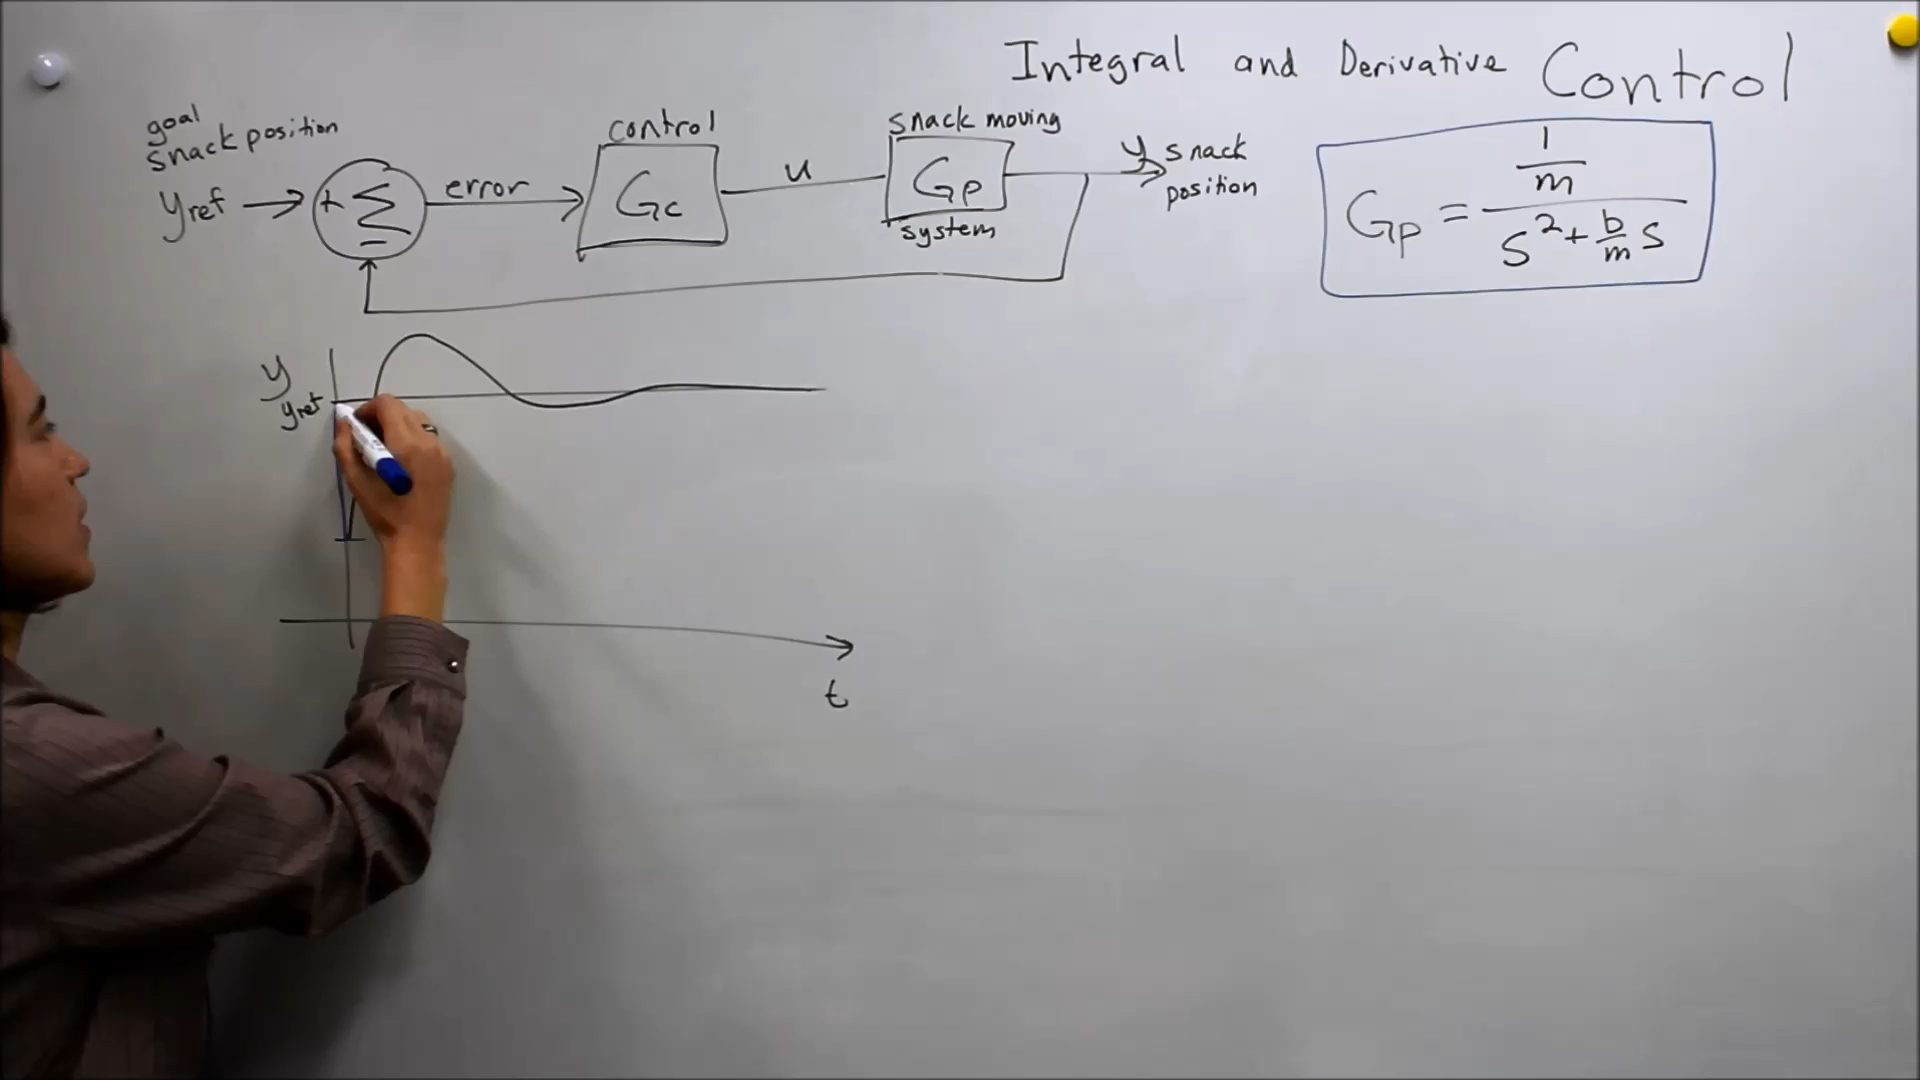 Integral and Derivative Control
goal
snack position
yref
+
Σ
−
error
control
Gc
u
snack moving
Gp
system
y snack
position
Gp = 1/m / s² + b/m s
y
yref
t